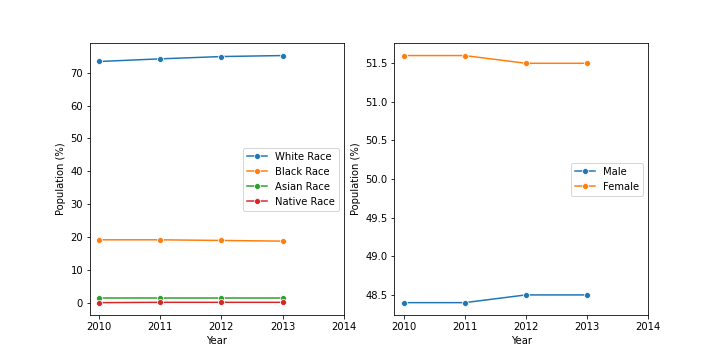 70
60
50
40
30
20
10
0
Population (%)
2010 2011 2012 2013 2014
Year
White Race
Black Race
Asian Race
Native Race
51.5
51.0
50.5
50.0
49.5
49.0
48.5
Population (%)
2010 2011 2012 2013 2014
Year
Male
Female